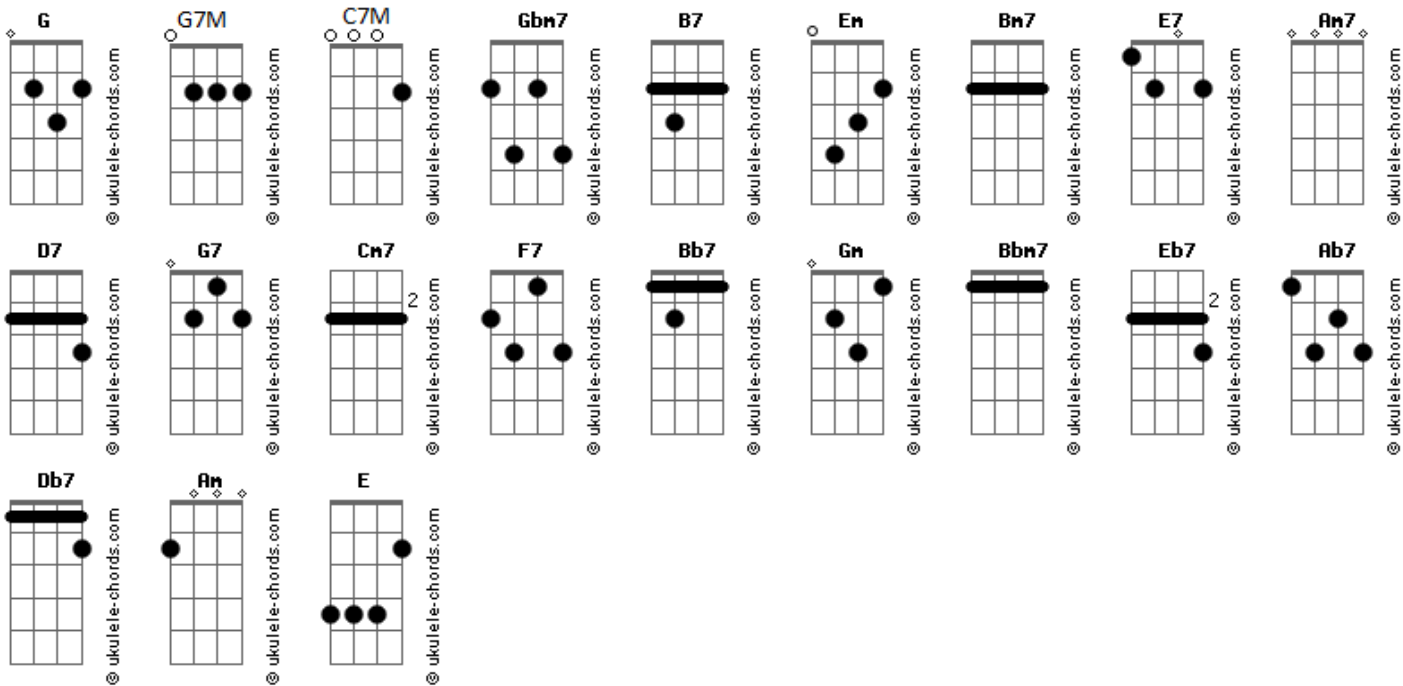 G G7M C7M Gbm7 B7 Em Bm7 E7 Am7
© ukulele-chords.com © ukulele-chords.com © ukulele-chords.com © ukulele-chords.com © ukulele-chords.com © ukulele-chords.com © ukulele-chords.com © ukulele-chords.com © ukulele-chords.com
D7 G7 Cm7 F7 Bb7 Gm Bbm7 Eb7 Ab7
2 2
© ukulele-chords.com © ukulele-chords.com © ukulele-chords.com © ukulele-chords.com © ukulele-chords.com © ukulele-chords.com © ukulele-chords.com © ukulele-chords.com © ukulele-chords.com
Db7 Am E
© ukulele-chords.com © ukulele-chords.com © ukulele-chords.com